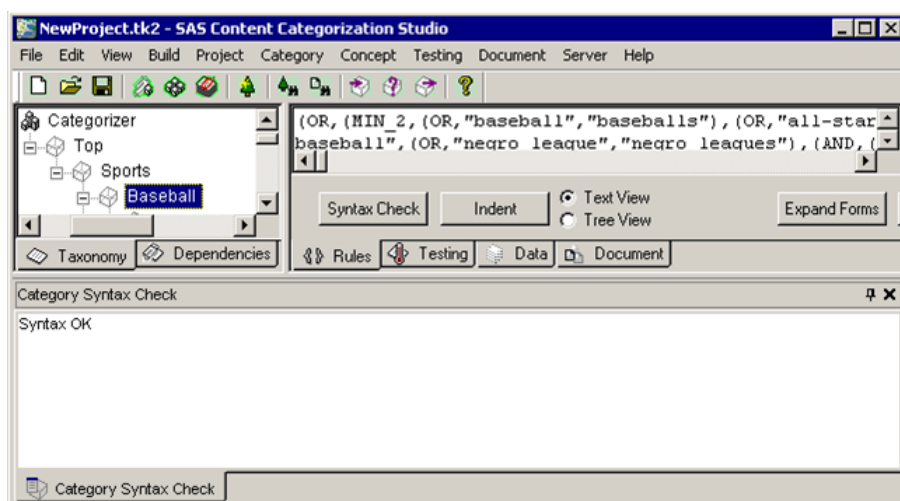 NewProject.tk2 - SAS Content Categorization Studio
File Edit View Build Project Category Concept Testing Document Server Help
Categorizer
Top
Sports
Baseball
Taxonomy Dependencies
(OR,(MIN_2,(OR,"baseball","baseballs"),(OR,"all-star
baseball",(OR,"negro league","negro leagues"),(AND,(
Syntax Check Indent Text View Tree View Expand Forms
Rules Testing Data Document
Category Syntax Check
Syntax OK
Category Syntax Check